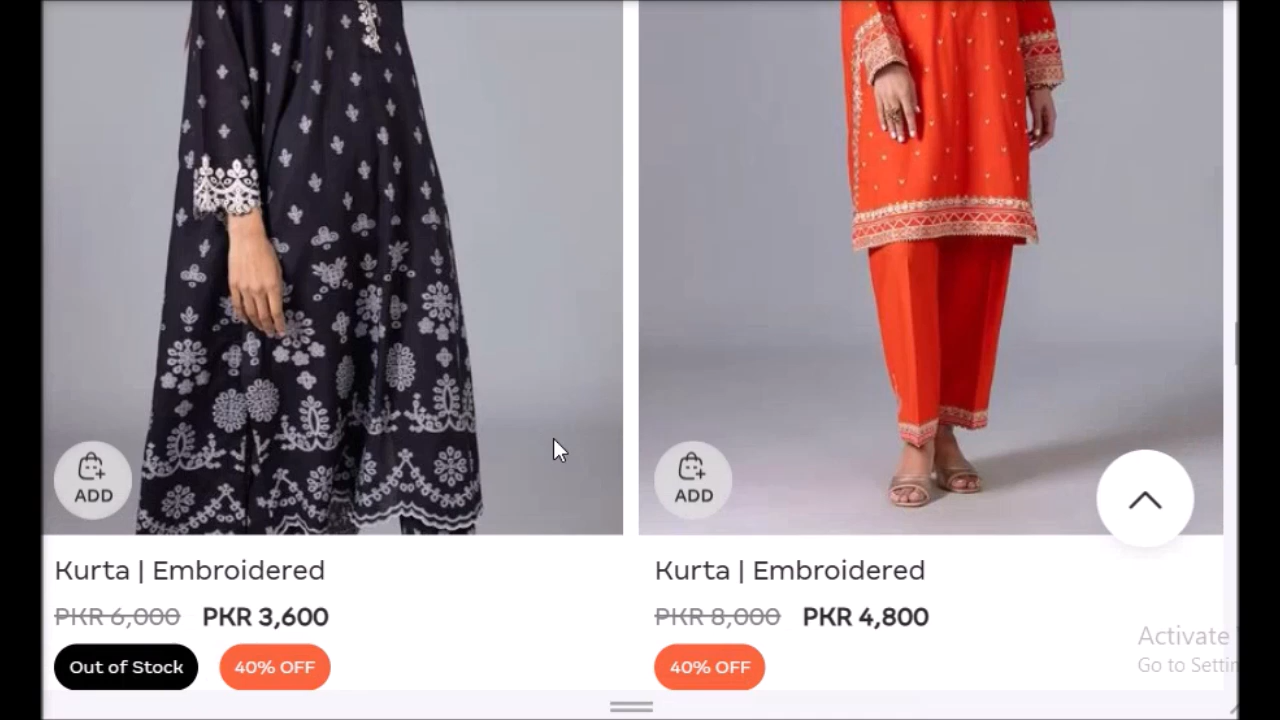 ADD
ADD
Kurta | Embroidered
PKR 6,000 PKR 3,600
Out of Stock
40% OFF
Kurta | Embroidered
PKR 8,000 PKR 4,800
40% OFF
Activate
Go to